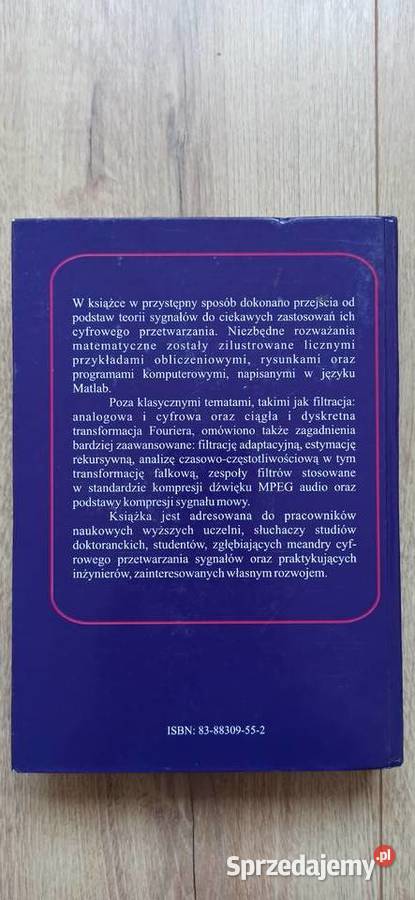 W książce w przystępny sposób dokonano przejścia od
podstaw teorii sygnałów do ciekawych zastosowań ich
cyfrowego przetwarzania. Niezbędne rozważania
matematyczne zostały zilustrowane licznymi
przykładami obliczeniowymi, rysunkami oraz
programami komputerowymi, napisanymi w języku
Matlab.
Poza klasycznymi tematami, takimi jak filtracja:
analogowa i cyfrowa oraz ciągła i dyskretna
transformacja Fouriera, omówiono także zagadnienia
bardziej zaawansowane: filtrację adaptacyjną, estymację
rekursywną, analizę czasowo-częstotliwościową w tym
transformację falkową, zespoły filtrów stosowane
w standardzie kompresji dźwięku MPEG audio oraz
podstawy kompresji sygnału mowy.
Książka jest adresowana do pracowników
naukowych wyższych uczelni, słuchaczy studiów
doktoranckich, studentów, zgłębiających meandry cyf-
rowego przetwarzania sygnałów oraz praktykujących
inżynierów, zainteresowanych własnym rozwojem.
ISBN: 83-88309-55-2
Sprzedajemy.pl